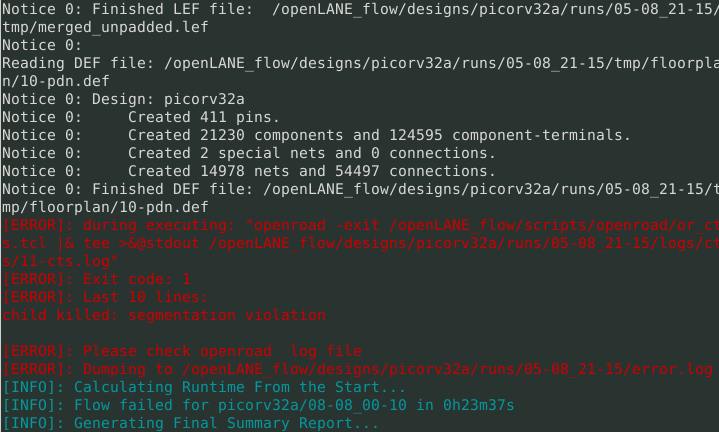 Notice 0: Finished LEF file:  /openLANE_flow/designs/picorv32a/runs/05-08_21-15/
tmp/merged_unpadded.lef
Notice 0:
Reading DEF file: /openLANE_flow/designs/picorv32a/runs/05-08_21-15/tmp/floorpla
n/10-pdn.def
Notice 0: Design: picorv32a
Notice 0:     Created 411 pins.
Notice 0:     Created 21230 components and 124595 component-terminals.
Notice 0:     Created 2 special nets and 0 connections.
Notice 0:     Created 14978 nets and 54497 connections.
Notice 0: Finished DEF file: /openLANE_flow/designs/picorv32a/runs/05-08_21-15/t
mp/floorplan/10-pdn.def
[ERROR]: during executing: "openroad -exit /openLANE_flow/scripts/openroad/or_ct
s.tcl |& tee >&@stdout /openLANE_flow/designs/picorv32a/runs/05-08_21-15/logs/ct
s/11-cts.log"
[ERROR]: Exit code: 1
[ERROR]: Last 10 lines:
child killed: segmentation violation
[ERROR]: Please check openroad  log file
[ERROR]: Dumping to /openLANE_flow/designs/picorv32a/runs/05-08_21-15/error.log
[INFO]: Calculating Runtime From the Start...
[INFO]: Flow failed for picorv32a/08-08_00-10 in 0h23m37s
[INFO]: Generating Final Summary Report...